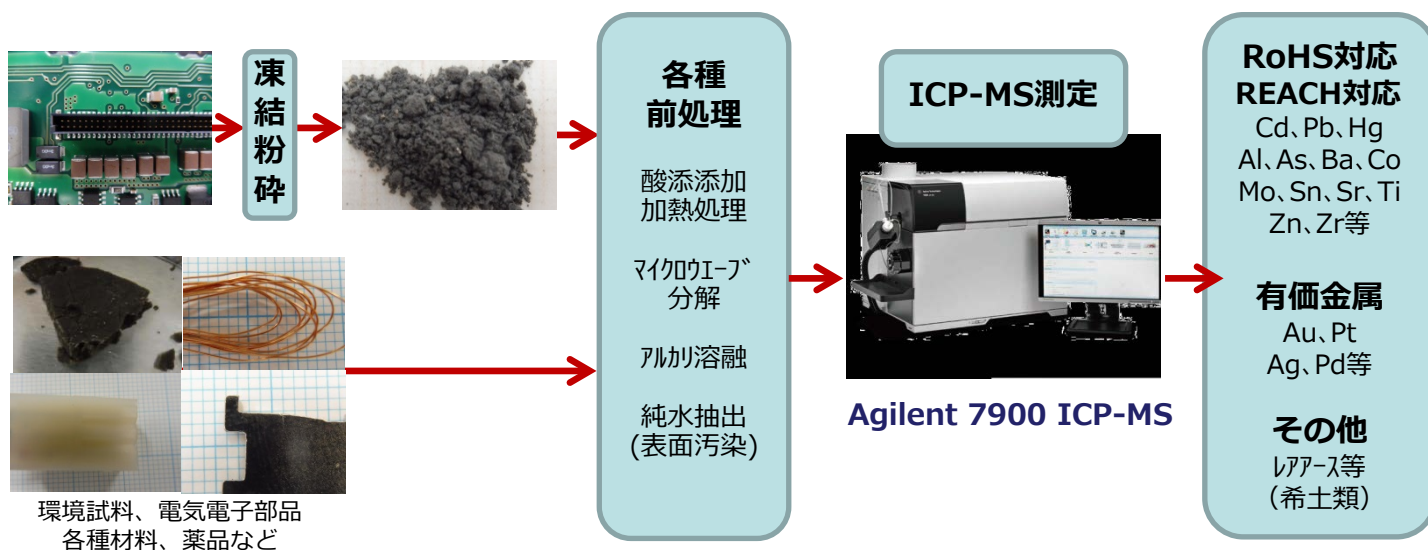 凍結粉砕
各種
前処理
酸添添加
加熱処理
ﾏｲｸﾛｳｴｰﾌﾞ
分解
ｱﾙｶﾘ溶融
純水抽出
(表面汚染)
ICP-MS測定
Agilent 7900 ICP-MS
RoHS対応
REACH対応
Cd､Pb､Hg
Al､As､Ba､Co
Mo､Sn､Sr､Ti
Zn､Zr等
有価金属
Au､Pt
Ag､Pd等
その他
ﾚｱｱｰｽ等
（希土類）
環境試料、電気電子部品
各種材料、薬品など